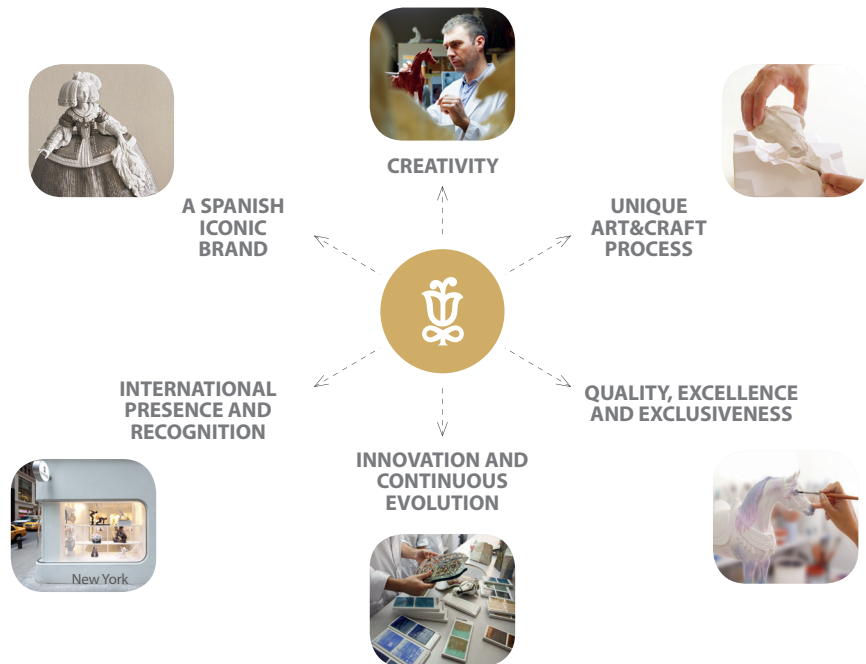 CREATIVITY
A SPANISH
ICONIC
BRAND
UNIQUE
ART&CRAFT
PROCESS
INTERNATIONAL
PRESENCE AND
RECOGNITION
QUALITY, EXCELLENCE
AND EXCLUSIVENESS
INNOVATION AND
CONTINUOUS
EVOLUTION
New York